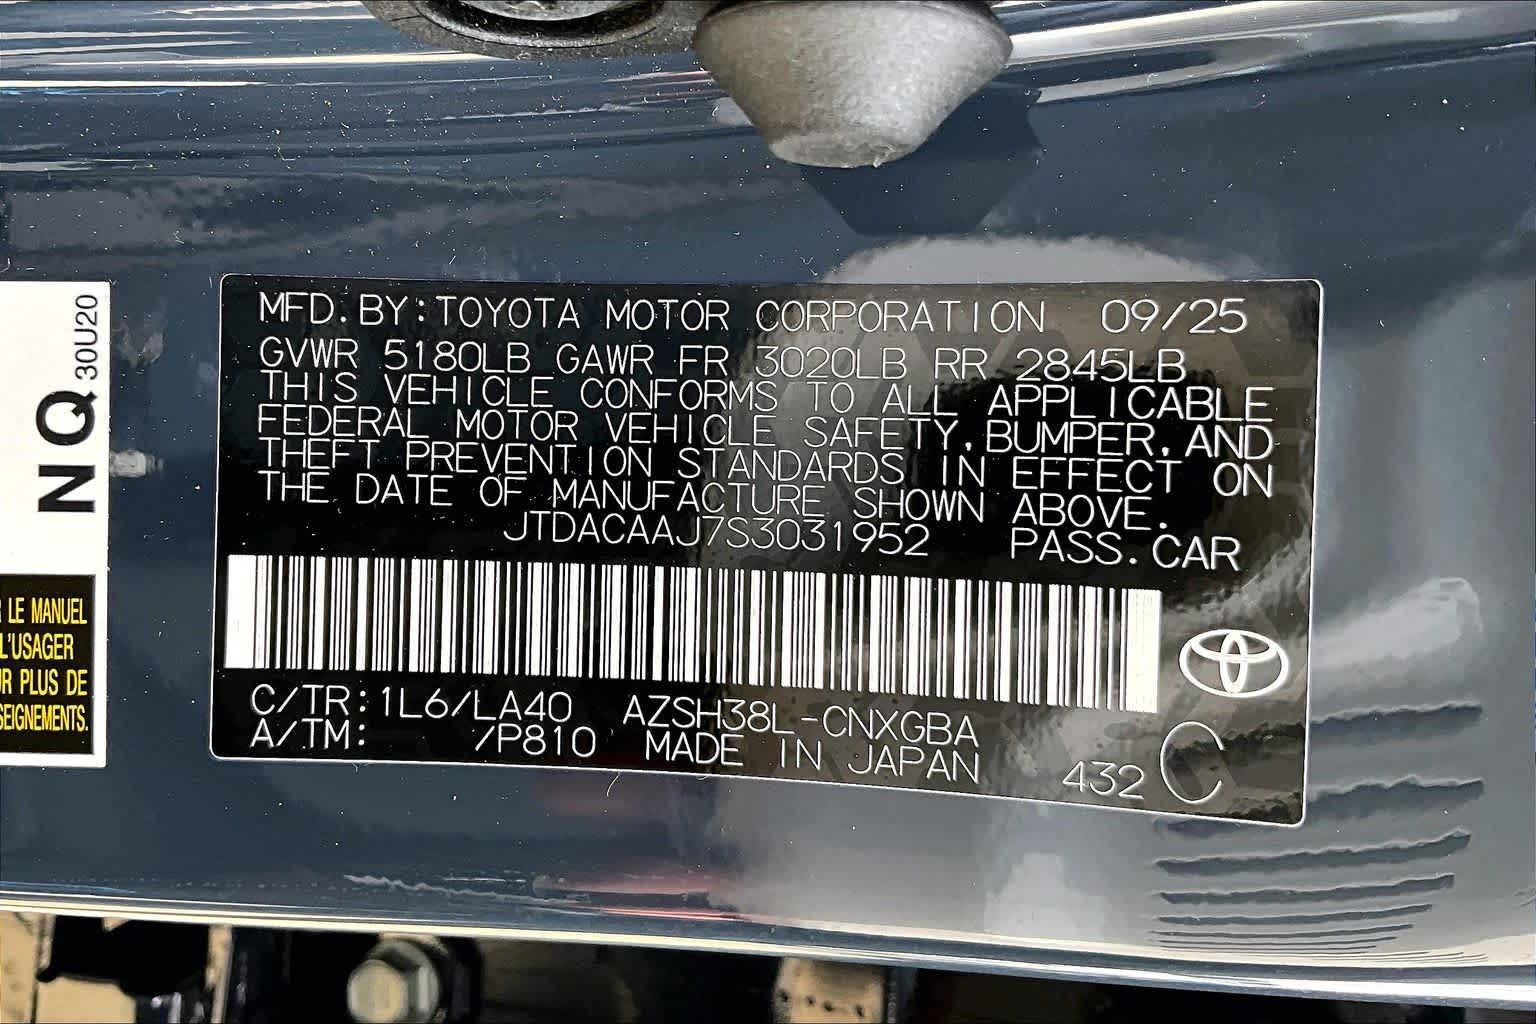 MFD. BY: TOYOTA MOTOR CORPORATION 09/25
GVWR 5180LB GAWR FR 3020LB RR 2845LB
THIS VEHICLE CONFORMS TO ALL APPLICABLE
FEDERAL MOTOR VEHICLE SAFETY, BUMPER, AND
THEFT PREVENTION STANDARDS IN EFFECT ON
THE DATE OF MANUFACTURE SHOWN ABOVE.
JTDACAAJ7S3031952 PASS. CAR
C/TR: 1L6/LA40 AZSH38L-CNXGBA
A/TM: /P810 MADE IN JAPAN 432 C
NQ 30U20
LE MANUEL
L'USAGER
R PLUS DE
SEIGNEMENTS.